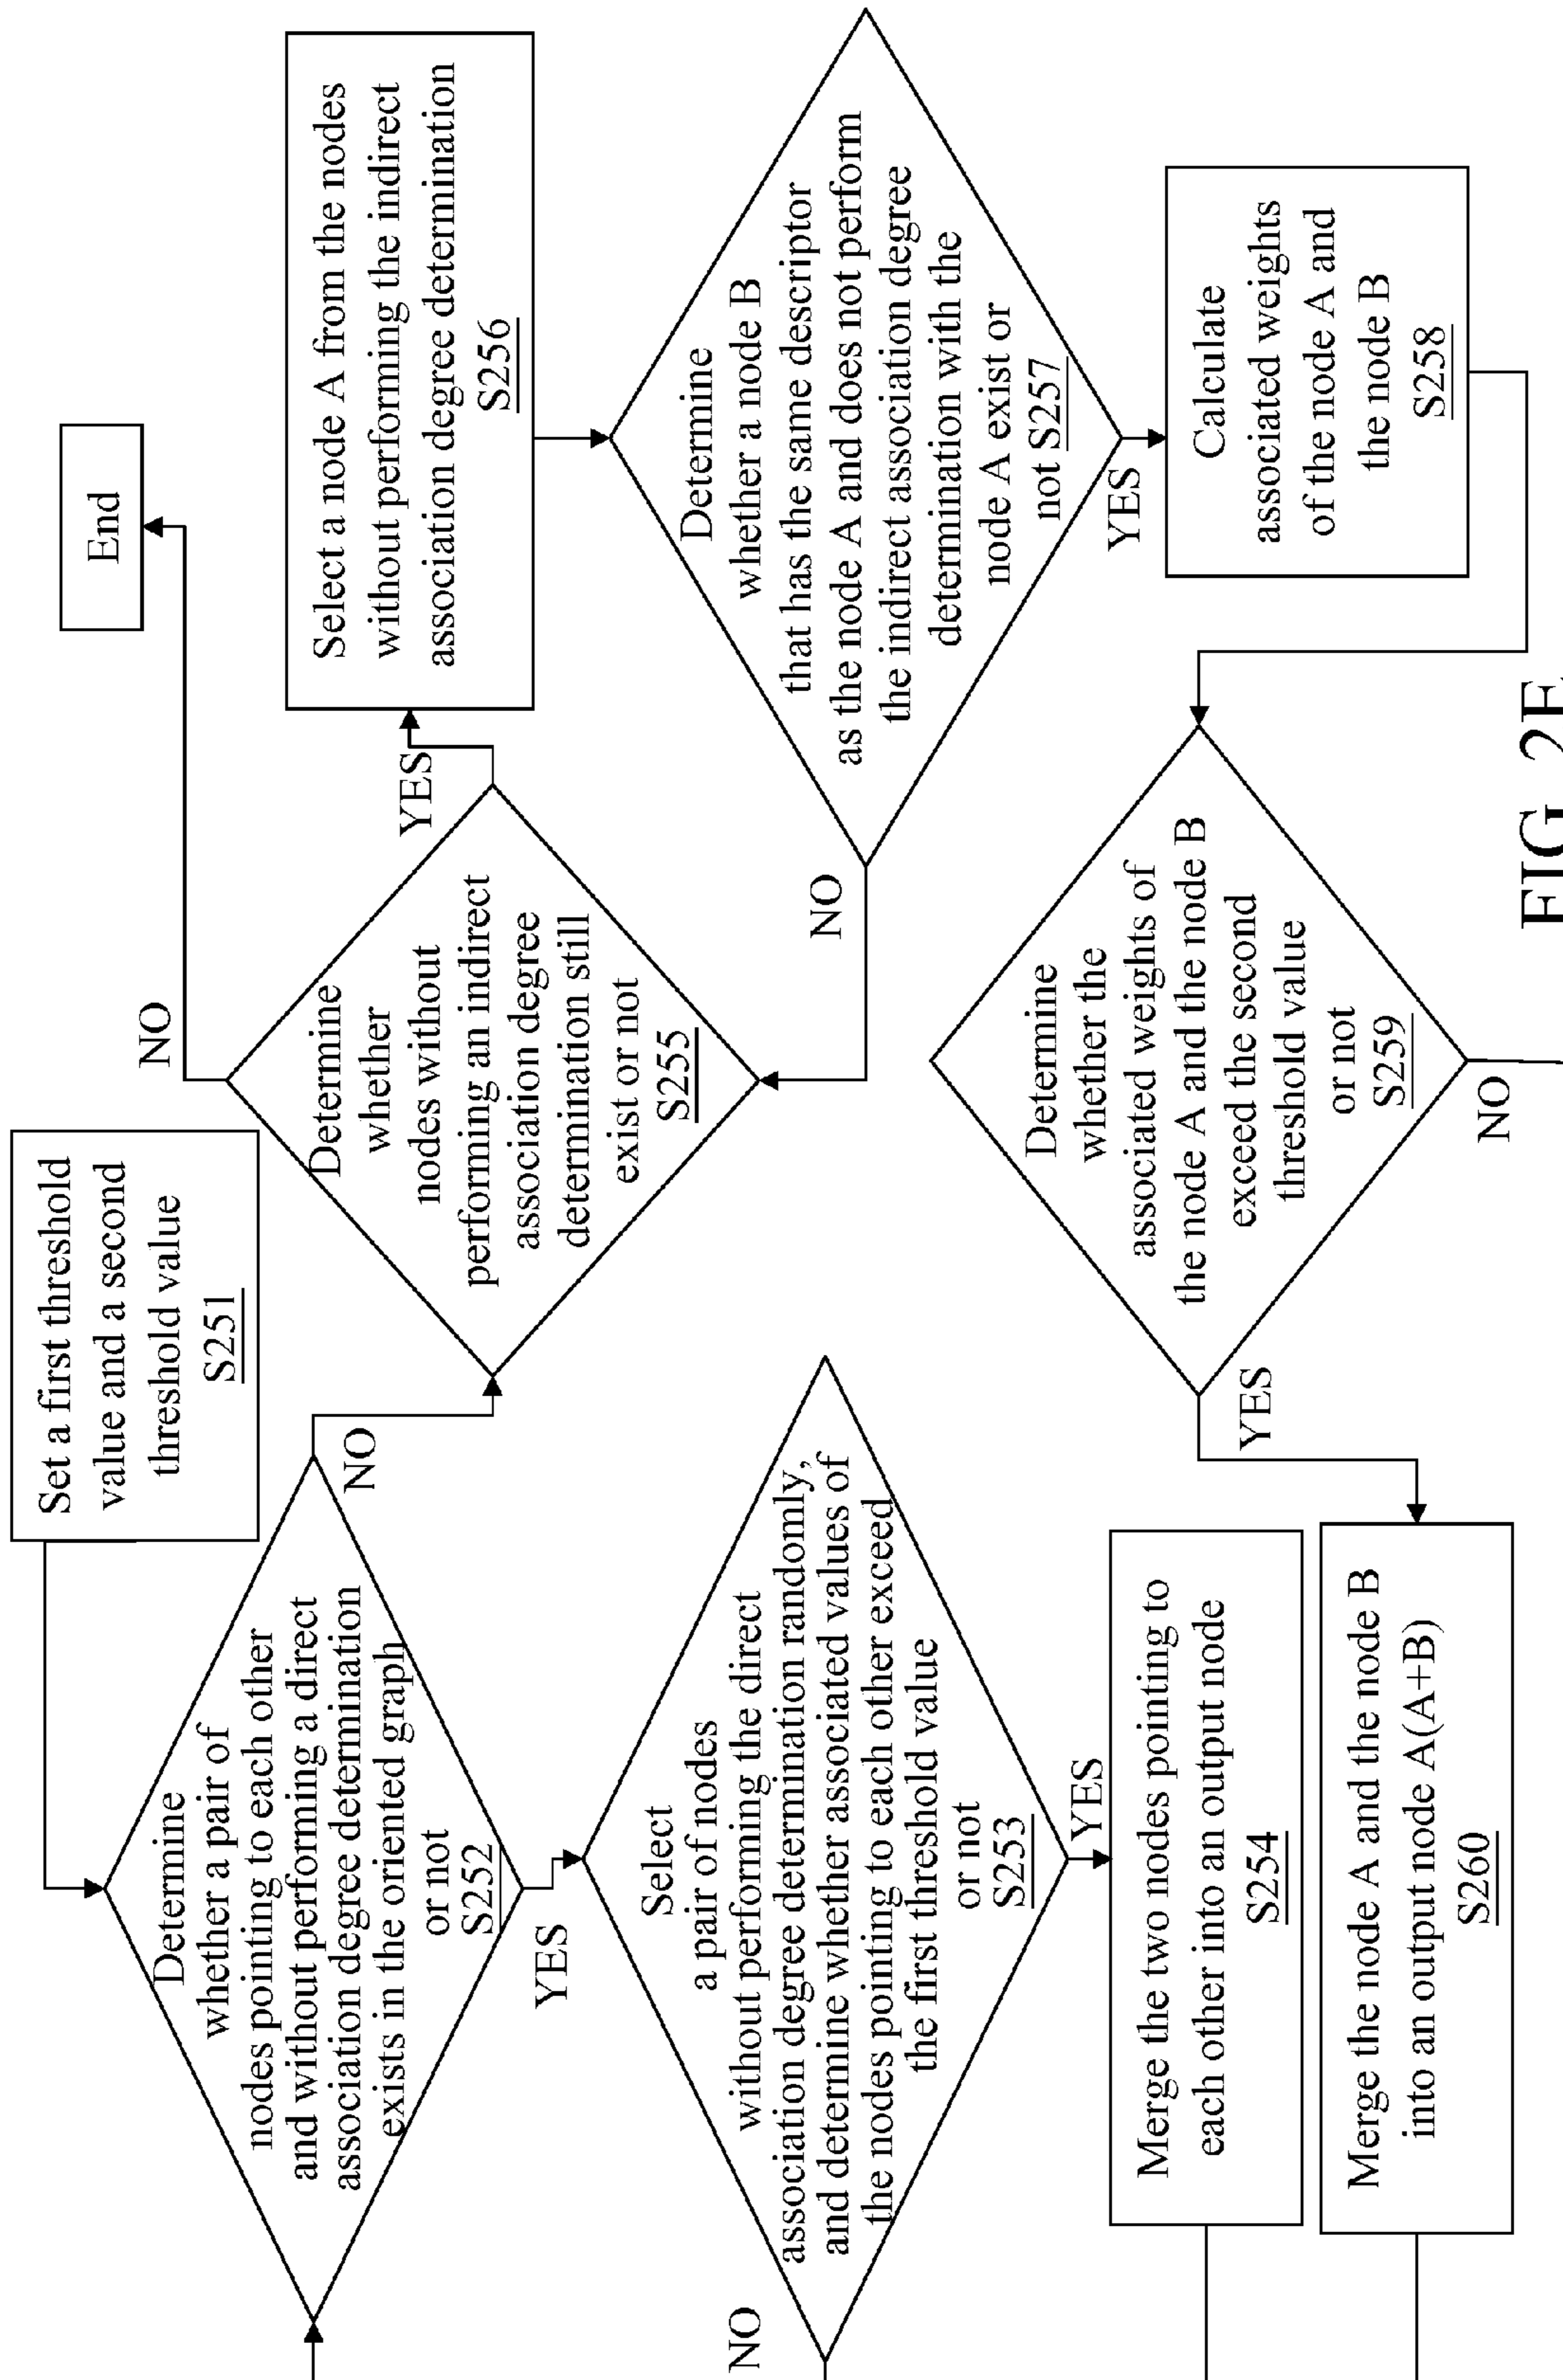 Set a first threshold
value and a second
threshold value
S251
Determine
whether a pair of
nodes pointing to each other
and without performing a direct
association degree determination
exists in the oriented graph
or not
S252
NO
YES
Select
a pair of nodes
without performing the direct
association degree determination randomly,
and determine whether associated values of
the nodes pointing to each other exceed
the first threshold value
or not
S253
NO
YES
Merge the two nodes pointing to
each other into an output node
S254
Determine
whether
nodes without
performing an indirect
association degree
determination still
exist or not
S255
NO
End
YES
Select a node A from the nodes
without performing the indirect
association degree determination
S256
Determine
whether a node B
that has the same descriptor
as the node A and does not perform
the indirect association degree
determination with the
node A exist or
not S257
NO
YES
Calculate
associated weights
of the node A and
the node B
S258
Determine
whether the
associated weights of
the node A and the node B
exceed the second
threshold value
or not
S259
YES
NO
Merge the node A and the node B
into an output node A(A+B)
S260